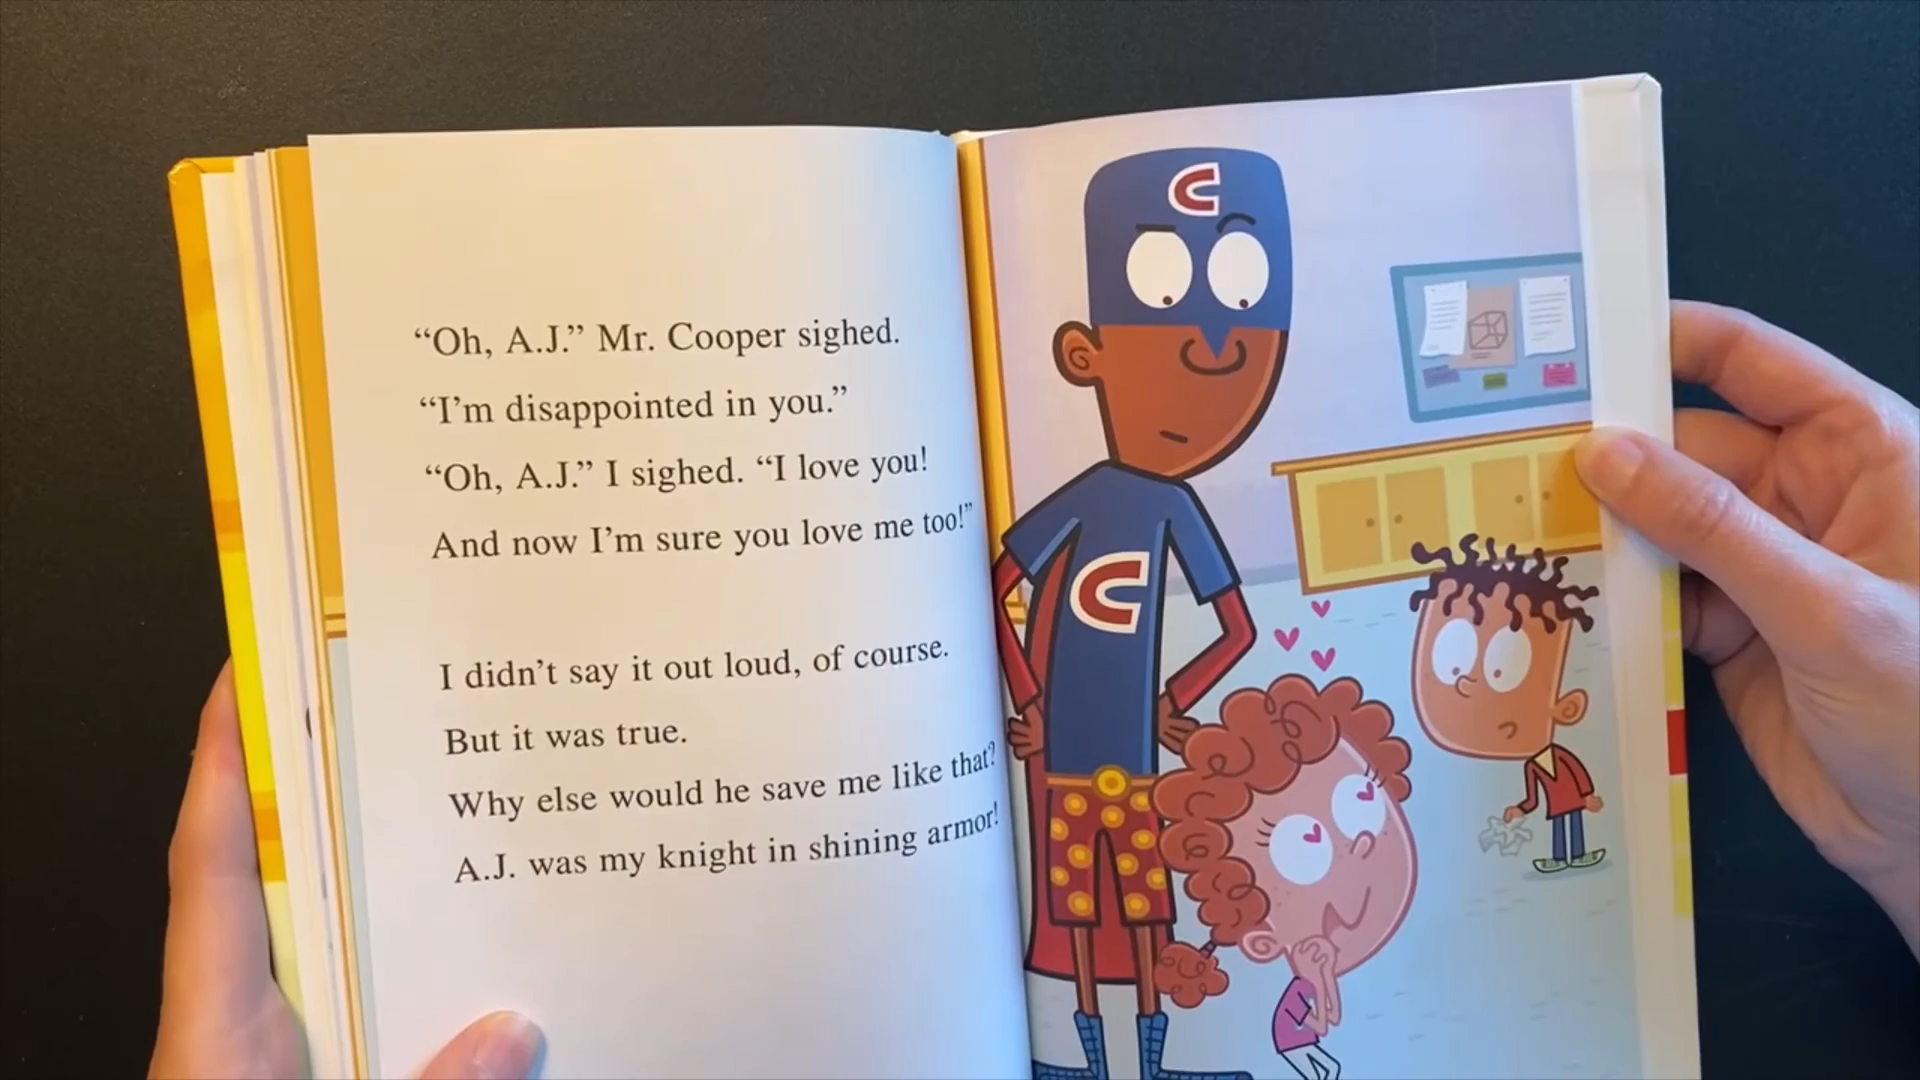 “Oh, A.J.” Mr. Cooper sighed.
“I’m disappointed in you.”
“Oh, A.J.” I sighed. “I love you!
And now I’m sure you love me too!”
I didn’t say it out loud, of course.
But it was true.
Why else would he save me like that?
A.J. was my knight in shining armor!
C
C